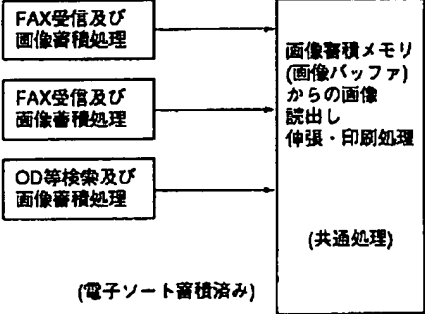 FAX受信及び
画像蓄積処理
FAX受信及び
画像蓄積処理
OD等検索及び
画像蓄積処理
画像蓄積メモリ
(画像バッファ)
からの画像
読出し
伸張・印刷処理
(共通処理)
(電子ソート蓄積済み)